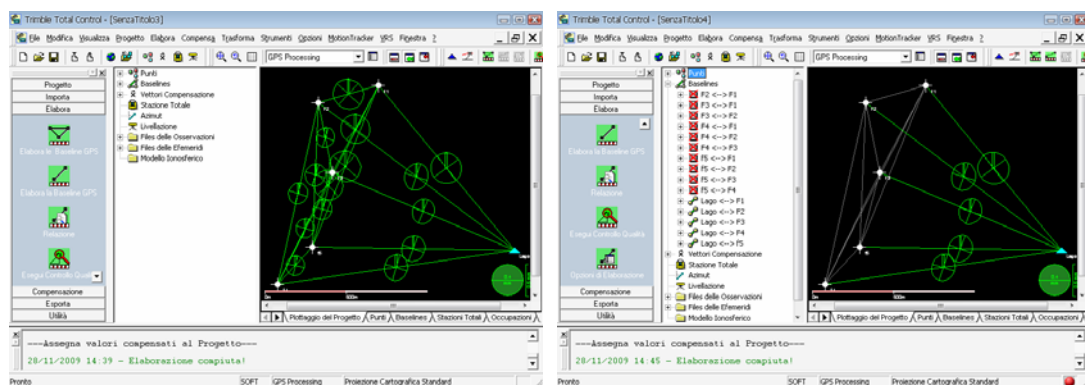 Trimble Total Control - [SenzaTitolo3]
File Modifica Visualizza Progetto Elabora Compensa Trasforma Strumenti Opzioni MotionTracker VRS Finestra ?
GPS Processing
Progetto
Importa
Elabora
Elabora le Baseline GPS
Elabora la Baseline GPS
Relazione
Esegui Controllo Qualità
Compensazione
Esporta
Utilità
Punti
Baselines
Vettori Compensazione
Stazione Totale
Azimut
Livellazione
Files delle Osservazioni
Files delle Efemeridi
Modello Ionosferico
Plottaggio del Progetto Punti Baselines Stazioni Totali Occupazioni
---Assegna valori compensati al Progetto---
28/11/2009 14:39 - Elaborazione compiuta!
Pronto SOFT GPS Processing Proiezione Cartografica Standard
Trimble Total Control - [SenzaTitolo4]
File Modifica Visualizza Progetto Elabora Compensa Trasforma Strumenti Opzioni MotionTracker VRS Finestra ?
GPS Processing
Progetto
Importa
Elabora
Elabora la Baseline GPS
Relazione
Esegui Controllo Qualità
Opzioni di Elaborazione
Compensazione
Esporta
Utilità
Punti
Baselines
F2 <--> F1
F3 <--> F1
F3 <--> F2
F4 <--> F1
F4 <--> F2
F4 <--> F3
f5 <--> F1
f5 <--> F2
f5 <--> F3
f5 <--> F4
Lago <--> F1
Lago <--> F2
Lago <--> F3
Lago <--> F4
Lago <--> f5
Vettori Compensazione
Stazione Totale
Azimut
Livellazione
Files delle Osservazioni
Files delle Efemeridi
Modello Ionosferico
Plottaggio del Progetto Punti Baselines Stazioni Totali Occupazioni
---Assegna valori compensati al Progetto---
28/11/2009 14:45 - Elaborazione compiuta!
Pronto SOFT GPS Processing Proiezione Cartografica Standard